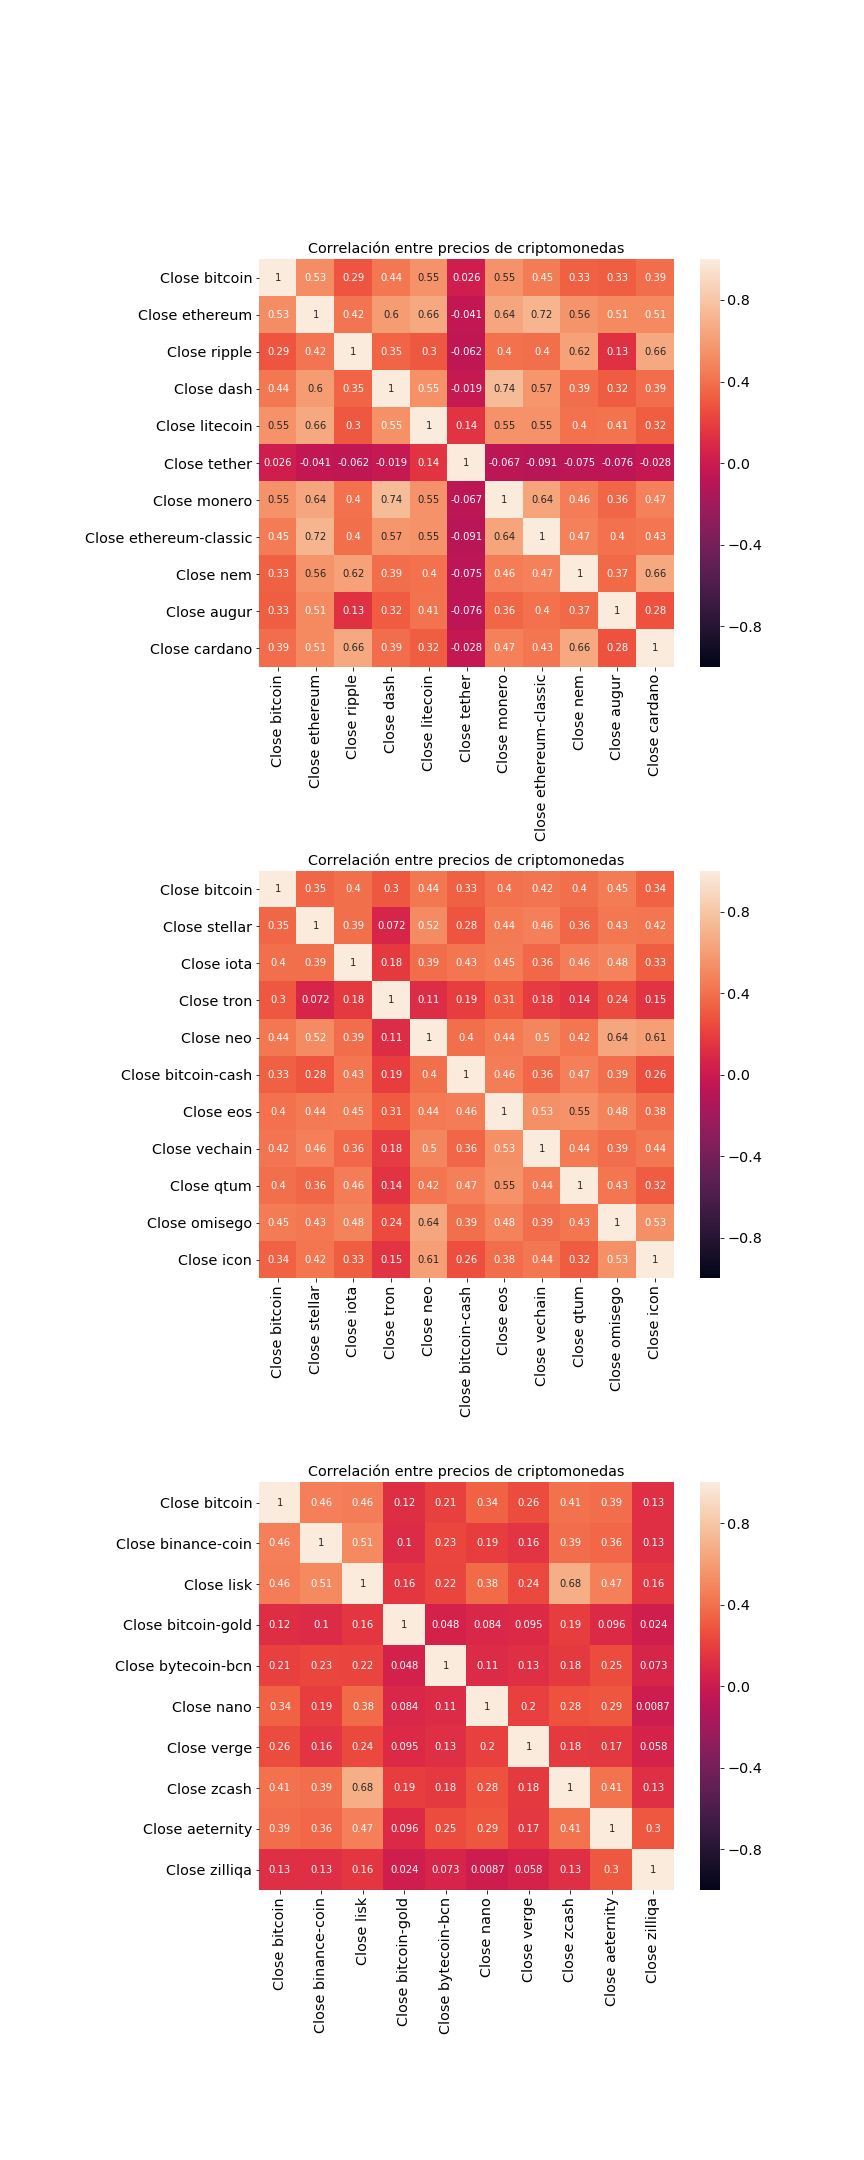 Correlación entre precios de criptomonedas
Close bitcoin 1 0.53 0.29 0.44 0.55 0.026 0.55 0.45 0.33 0.33 0.39
Close ethereum 0.53 1 0.42 0.6 0.66 -0.041 0.64 0.72 0.56 0.51 0.51
Close ripple 0.29 0.42 1 0.35 0.3 -0.062 0.4 0.4 0.62 0.13 0.66
Close dash 0.44 0.6 0.35 1 0.55 -0.019 0.74 0.57 0.39 0.32 0.39
Close litecoin 0.55 0.66 0.3 0.55 1 0.14 0.55 0.55 0.4 0.41 0.32
Close tether 0.026 -0.041 -0.062 -0.019 0.14 1 -0.067 -0.091 -0.075 -0.076 -0.028
Close monero 0.55 0.64 0.4 0.74 0.55 -0.067 1 0.64 0.46 0.36 0.47
Close ethereum-classic 0.45 0.72 0.4 0.57 0.55 -0.091 0.64 1 0.47 0.4 0.43
Close nem 0.33 0.56 0.62 0.39 0.4 -0.075 0.46 0.47 1 0.37 0.66
Close augur 0.33 0.51 0.13 0.32 0.41 -0.076 0.36 0.4 0.37 1 0.28
Close cardano 0.39 0.51 0.66 0.39 0.32 -0.028 0.47 0.43 0.66 0.28 1
Close bitcoin
Close ethereum
Close ripple
Close dash
Close litecoin
Close tether
Close monero
Close ethereum-classic
Close nem
Close augur
Close cardano
0.8
0.4
0.0
−0.4
−0.8
Correlación entre precios de criptomonedas
Close bitcoin 1 0.35 0.4 0.3 0.44 0.33 0.4 0.42 0.4 0.45 0.34
Close stellar 0.35 1 0.39 0.072 0.52 0.28 0.44 0.46 0.36 0.43 0.42
Close iota 0.4 0.39 1 0.18 0.39 0.43 0.45 0.36 0.46 0.48 0.33
Close tron 0.3 0.072 0.18 1 0.11 0.19 0.31 0.18 0.14 0.24 0.15
Close neo 0.44 0.52 0.39 0.11 1 0.4 0.44 0.5 0.42 0.64 0.61
Close bitcoin-cash 0.33 0.28 0.43 0.19 0.4 1 0.46 0.36 0.47 0.39 0.26
Close eos 0.4 0.44 0.45 0.31 0.44 0.46 1 0.53 0.55 0.48 0.38
Close vechain 0.42 0.46 0.36 0.18 0.5 0.36 0.53 1 0.44 0.39 0.44
Close qtum 0.4 0.36 0.46 0.14 0.42 0.47 0.55 0.44 1 0.43 0.32
Close omisego 0.45 0.43 0.48 0.24 0.64 0.39 0.48 0.39 0.43 1 0.53
Close icon 0.34 0.42 0.33 0.15 0.61 0.26 0.38 0.44 0.32 0.53 1
Close bitcoin
Close stellar
Close iota
Close tron
Close neo
Close bitcoin-cash
Close eos
Close vechain
Close qtum
Close omisego
Close icon
0.8
0.4
0.0
−0.4
−0.8
Correlación entre precios de criptomonedas
Close bitcoin 1 0.46 0.46 0.12 0.21 0.34 0.26 0.41 0.39 0.13
Close binance-coin 0.46 1 0.51 0.1 0.23 0.19 0.16 0.39 0.36 0.13
Close lisk 0.46 0.51 1 0.16 0.22 0.38 0.24 0.68 0.47 0.16
Close bitcoin-gold 0.12 0.1 0.16 1 0.048 0.084 0.095 0.19 0.096 0.024
Close bytecoin-bcn 0.21 0.23 0.22 0.048 1 0.11 0.13 0.18 0.25 0.073
Close nano 0.34 0.19 0.38 0.084 0.11 1 0.2 0.28 0.29 0.0087
Close verge 0.26 0.16 0.24 0.095 0.13 0.2 1 0.18 0.17 0.058
Close zcash 0.41 0.39 0.68 0.19 0.18 0.28 0.18 1 0.41 0.13
Close aeternity 0.39 0.36 0.47 0.096 0.25 0.29 0.17 0.41 1 0.3
Close zilliqa 0.13 0.13 0.16 0.024 0.073 0.0087 0.058 0.13 0.3 1
Close bitcoin
Close binance-coin
Close lisk
Close bitcoin-gold
Close bytecoin-bcn
Close nano
Close verge
Close zcash
Close aeternity
Close zilliqa
0.8
0.4
0.0
−0.4
−0.8